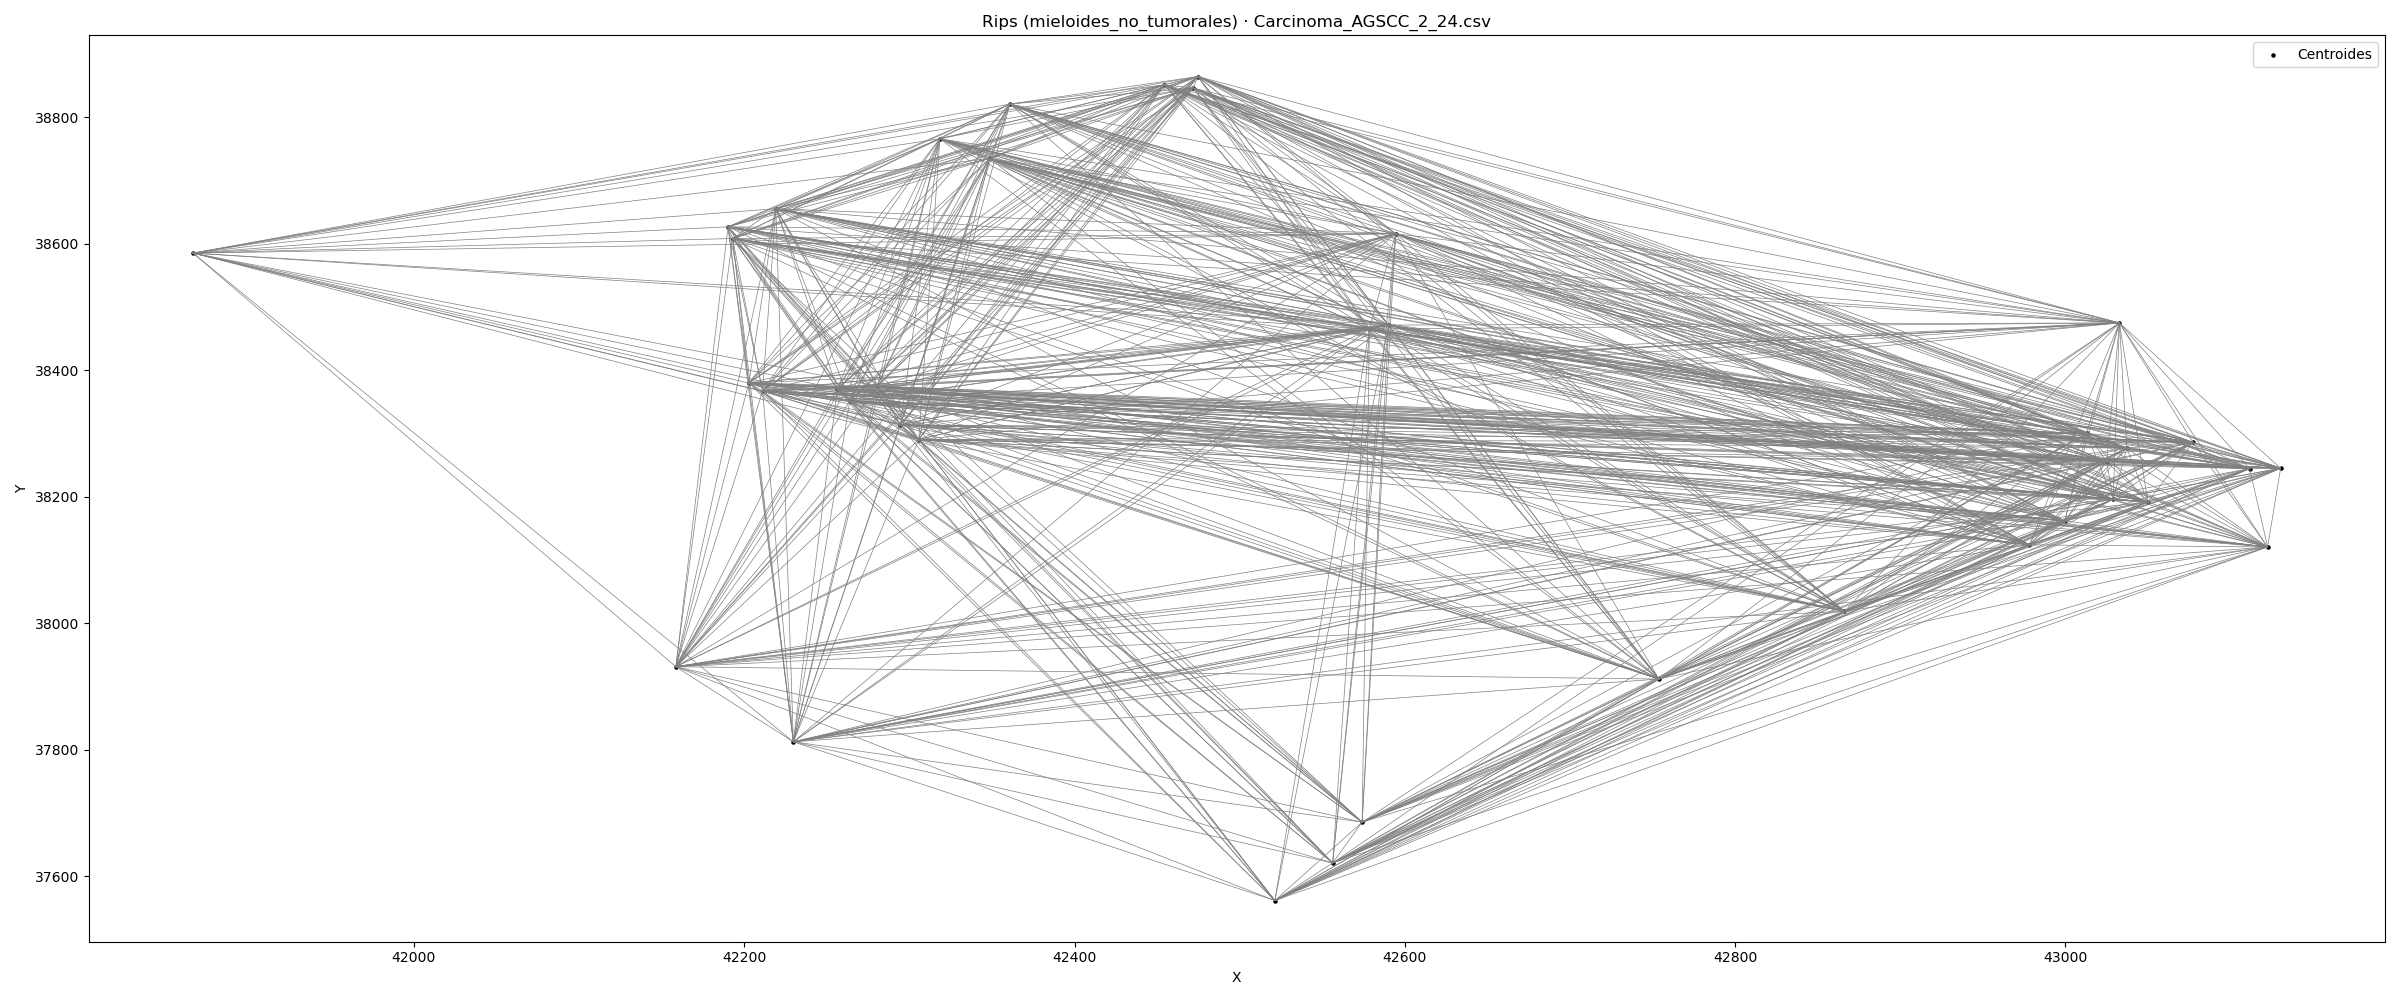 Rips (mieloides_no_tumorales) · Carcinoma_AGSCC_2_24.csv
Centroides
38800
38600
38400
38200
38000
37800
37600
Y
42000 42200 42400 42600 42800 43000
X